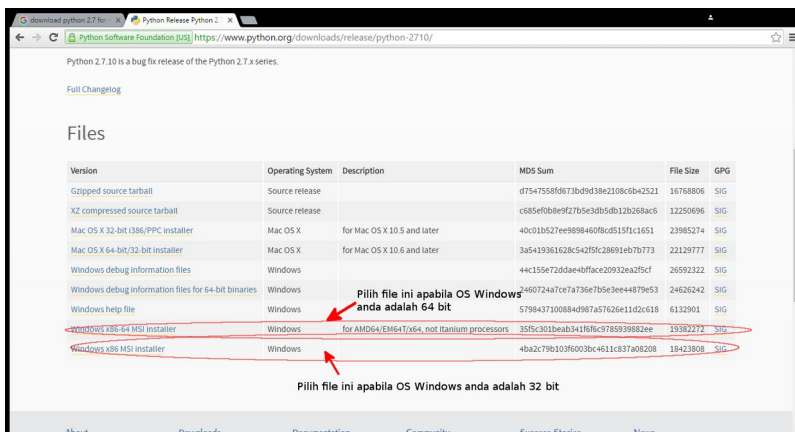 download python 2.7 for
Python Release Python 2.
Python Software Foundation [US] https://www.python.org/downloads/release/python-2710/
Python 2.7.10 is a bug fix release of the Python 2.7.x series.
Full Changelog
Files
Version Operating System Description MD5 Sum File Size GPG
Gzipped source tarball Source release d7547558fd673bd9d38e2108c6b42521 16768806 SIG
XZ compressed source tarball Source release c685ef0b8e9f27b5e3db5db12b268ac6 12250696 SIG
Mac OS X 32-bit i386/PPC installer Mac OS X for Mac OS X 10.5 and later 40c01b527ee9898460f8cd515f1c1651 23985274 SIG
Mac OS X 64-bit/32-bit installer Mac OS X for Mac OS X 10.6 and later 3a5419361628c542f5fc28691eb7b773 22129777 SIG
Windows debug information files Windows 44c155e72ddae4bfface20932ea2f5cf 26592322 SIG
Windows debug information files for 64-bit binaries Windows 2460724a7ce7a736e7b5e3ee44879e53 24626242 SIG
Pilih file ini apabila OS Windows
anda adalah 64 bit
Windows help file Windows 5798437100884d987a57626e11d2c618 6132901 SIG
Windows x86-64 MSI installer Windows for AMD64/EM64T/x64, not Itanium processors 35f5c301beab341f6f6c9785939882ee 19382272 SIG
Windows x86 MSI installer Windows 4ba2c79b103f6003bc4611c837a08208 18423808 SIG
Pilih file ini apabila OS Windows anda adalah 32 bit
About Downloads Documentation Community Success Stories News